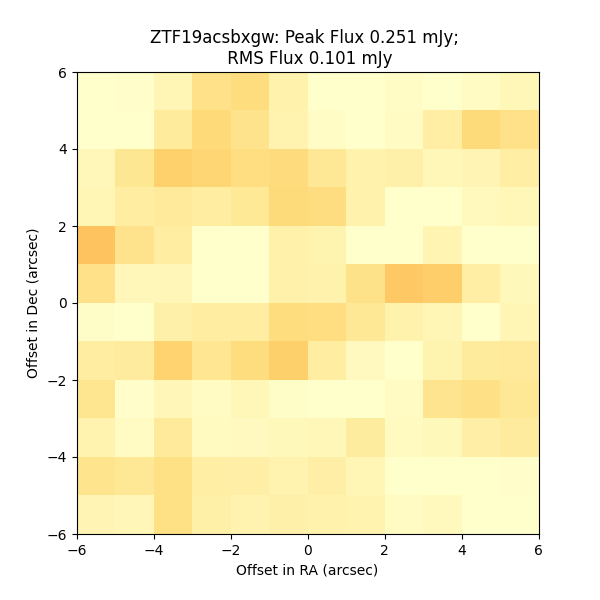 ZTF19acsbxgw: Peak Flux 0.251 mJy;
RMS Flux 0.101 mJy
6
4
2
0
−2
−4
−6
Offset in Dec (arcsec)
−6 −4 −2 0 2 4 6
Offset in RA (arcsec)